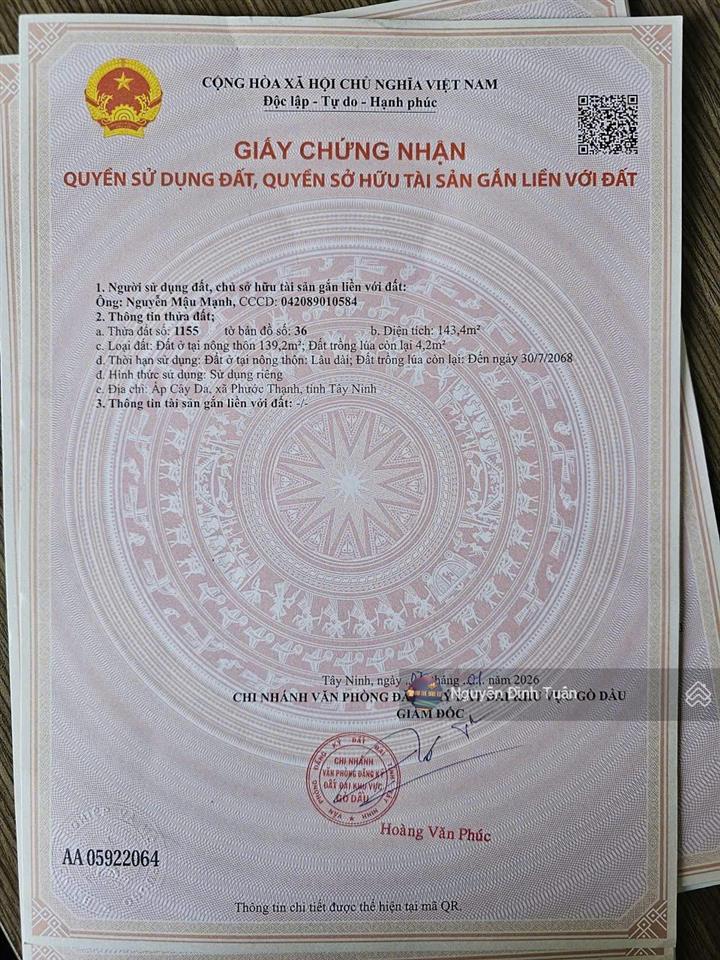 CỘNG HÒA XÃ HỘI CHỦ NGHĨA VIỆT NAM
Độc lập - Tự do - Hạnh phúc
GIẤY CHỨNG NHẬN
QUYỀN SỬ DỤNG ĐẤT, QUYỀN SỞ HỮU TÀI SẢN GẮN LIỀN VỚI ĐẤT
1. Người sử dụng đất, chủ sở hữu tài sản gắn liền với đất:
Ông: Nguyễn Mậu Mạnh, CCCD: 042089010584
2. Thông tin thửa đất;
a. Thửa đất số: 1155 tờ bản đồ số: 36 b. Diện tích: 143,4m²
c. Loại đất: Đất ở tại nông thôn 139,2m²; Đất trồng lúa còn lại 4,2m²
d. Thời hạn sử dụng: Đất ở tại nông thôn: Lâu dài; Đất trồng lúa còn lại: Đến ngày 30/7/2068
đ. Hình thức sử dụng: Sử dụng riêng
e. Địa chỉ: Ấp Cây Da, xã Phước Thạnh, tỉnh Tây Ninh
3. Thông tin tài sản gắn liền với đất: -/-
Tây Ninh, ngày tháng 01 năm 2026
CHI NHÁNH VĂN PHÒNG ĐAI KHU VỰC GÒ DẦU
Nguyễn Đình Tuân
GIÁM ĐỐC
VĂN PHÒNG ĐĂNG KÝ ĐẤT ĐAI TỈNH TÂY NINH
CHI NHÁNH
VĂN PHÒNG ĐĂNG KÝ
ĐẤT ĐAI KHU VỰC
GÒ DẦU
Hoàng Văn Phúc
AA 05922064
Thông tin chi tiết được thể hiện tại mã QR.